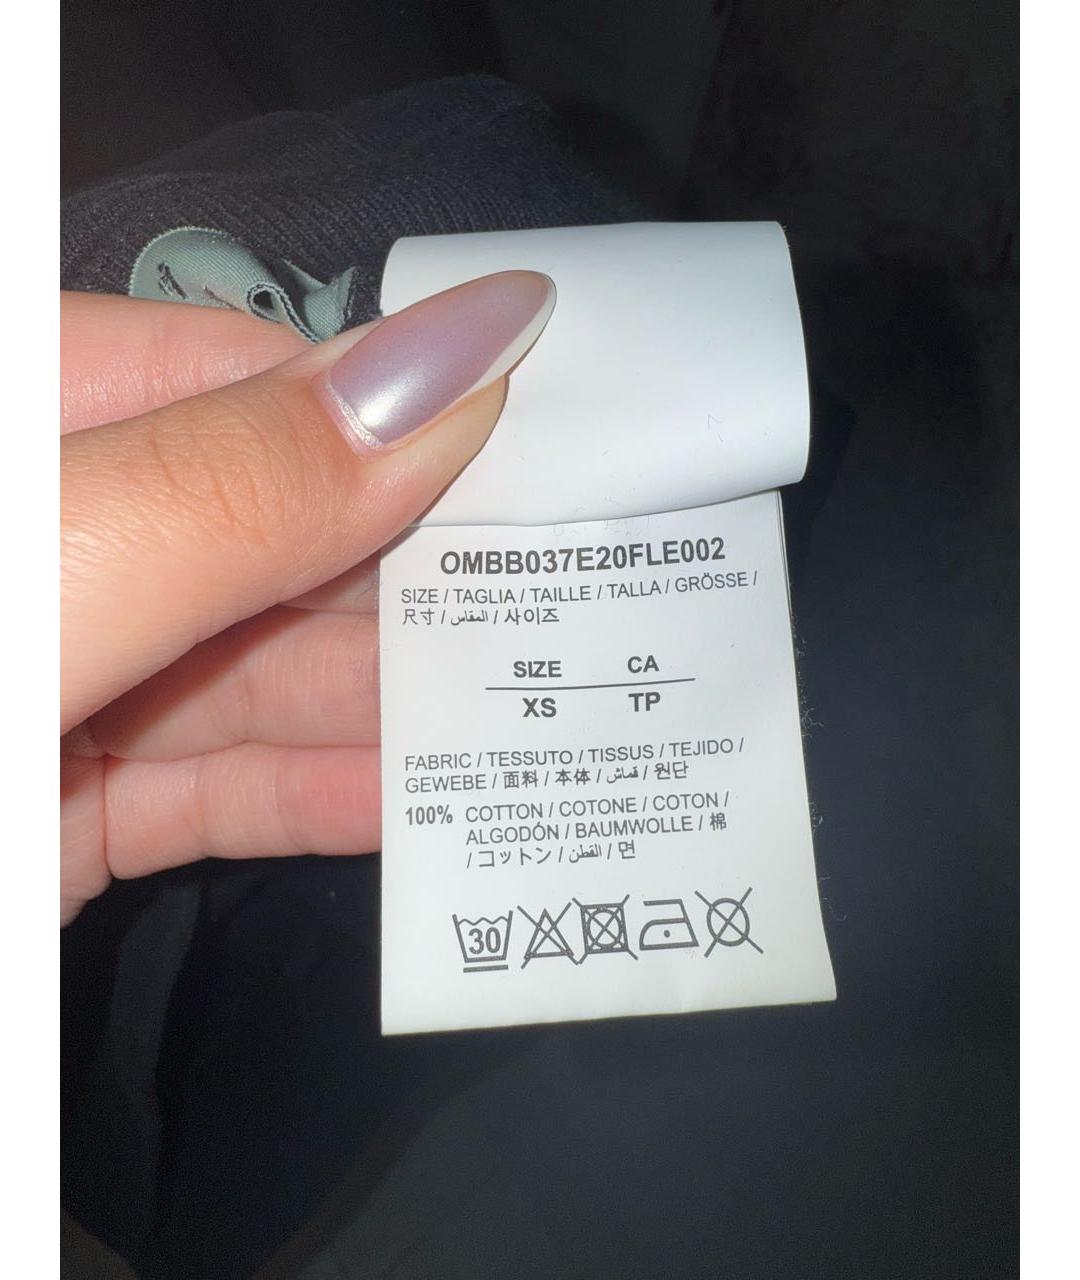 OMBB037E20FLE002
SIZE / TAGLIA / TAILLE / TALLA / GRÖSSE /
尺寸 / المقاس / 사이즈
SIZE CA
XS TP
FABRIC / TESSUTO / TISSUS / TEJIDO /
GEWEBE / 面料 / 本体 / قماش / 원단
100% COTTON / COTONE / COTON /
ALGODÓN / BAUMWOLLE / 棉
/ コットン / القطن / 면
30